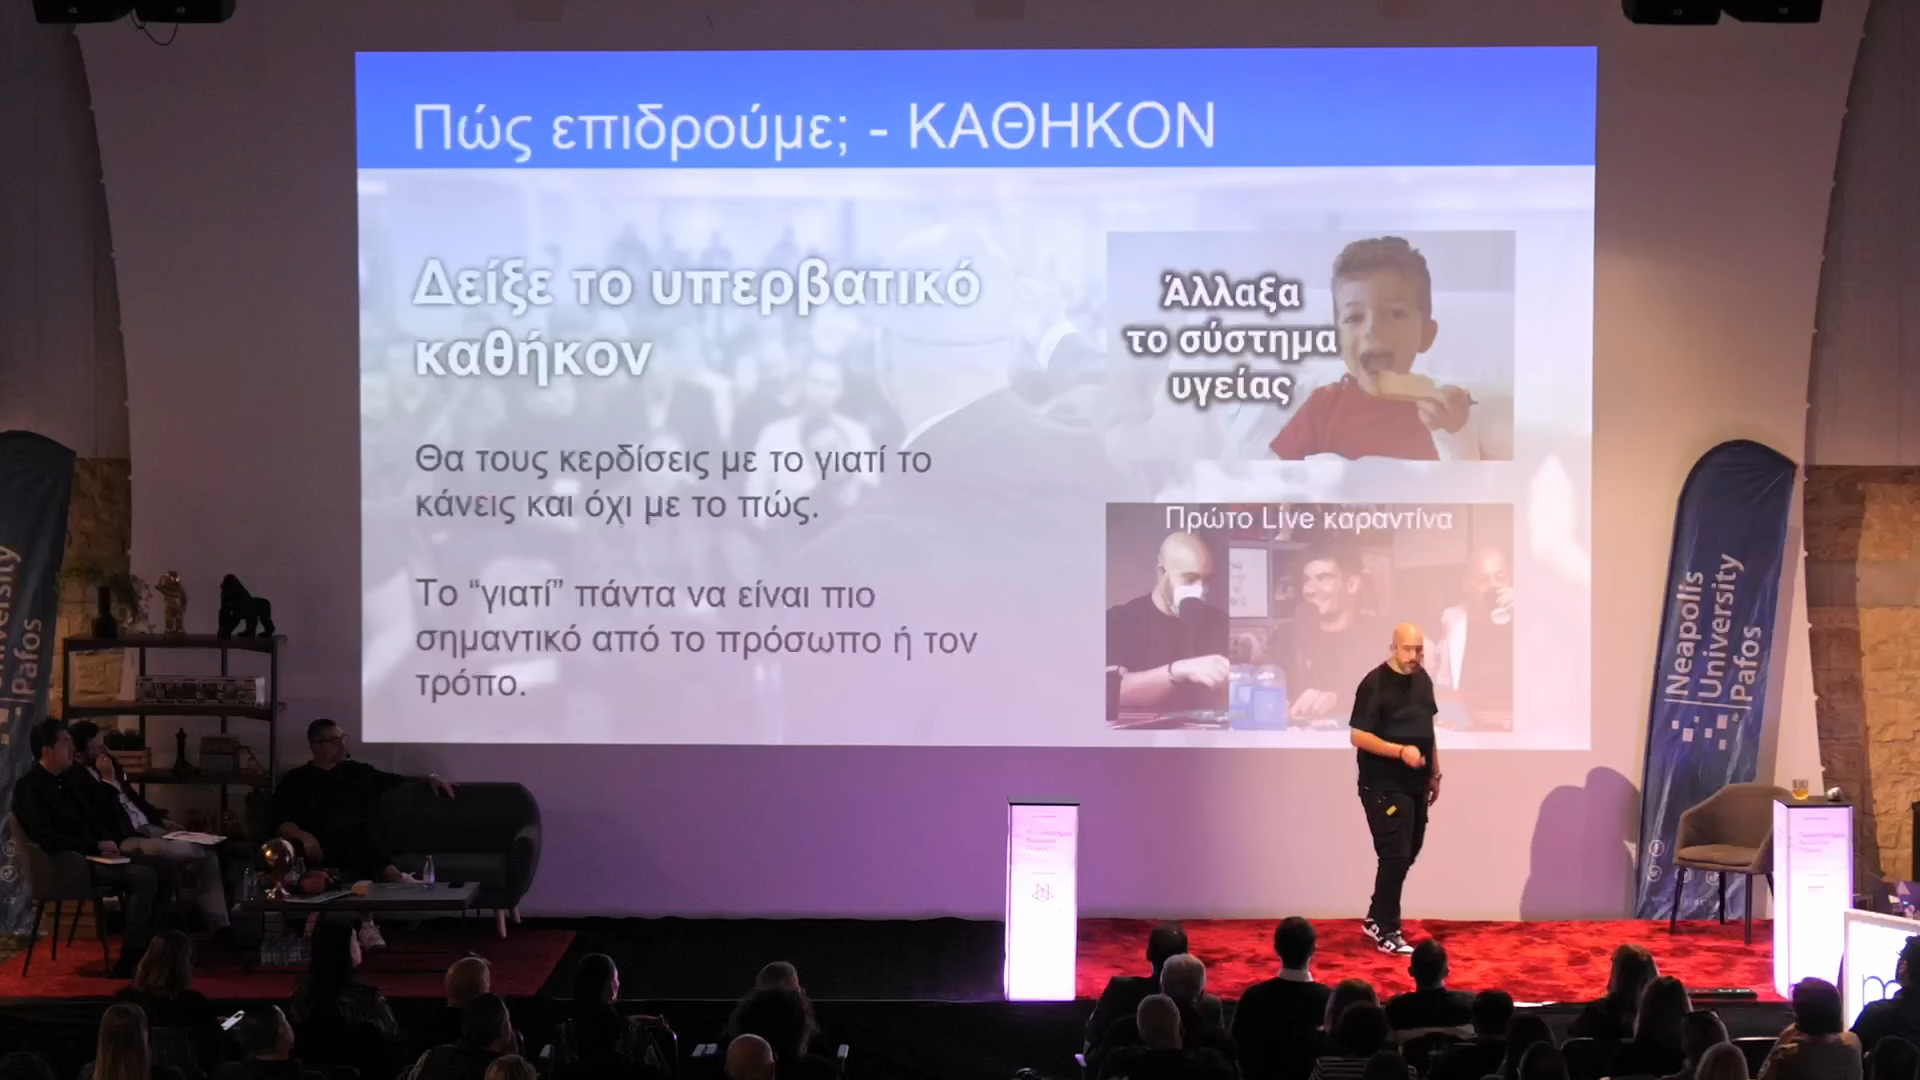 Πώς επιδρούμε; - ΚΑΘΗΚΟΝ
Δείξε το υπερβατικό
καθήκον
Θα τους κερδίσεις με το γιατί το
κάνεις και όχι με το πώς.
Το “γιατί” πάντα να είναι πιο
σημαντικό από το πρόσωπο ή τον
τρόπο.
Άλλαξα
το σύστημα
υγείας
Πρώτο Live καραντίνα
Neapolis
University
Pafos
University
Pafos